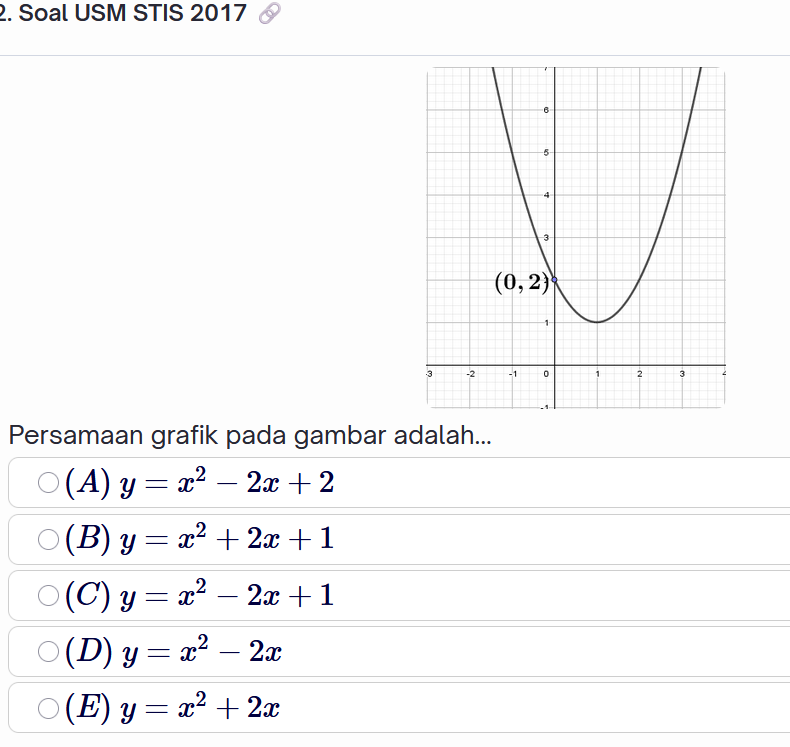 2. Soal USM STIS 2017
7
6
5
4
3
(0, 2)
1
-3 -2 -1 0 1 2 3 4
-1
Persamaan grafik pada gambar adalah...
(A) y = x² − 2x + 2
(B) y = x² + 2x + 1
(C) y = x² − 2x + 1
(D) y = x² − 2x
(E) y = x² + 2x